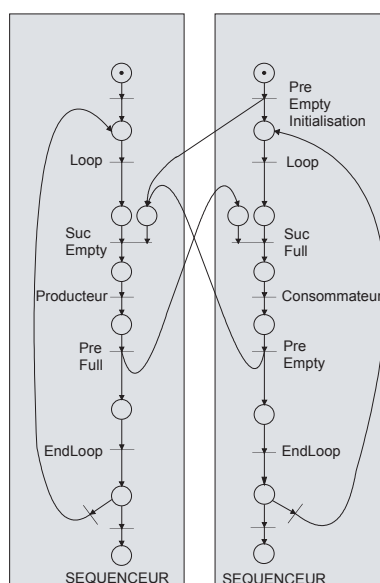 Pre
Empty
Initialisation
Loop
Loop
Suc
Empty
Suc
Full
Producteur
Consommateur
Pre
Full
Pre
Empty
EndLoop
EndLoop
SEQUENCEUR
SEQUENCEUR